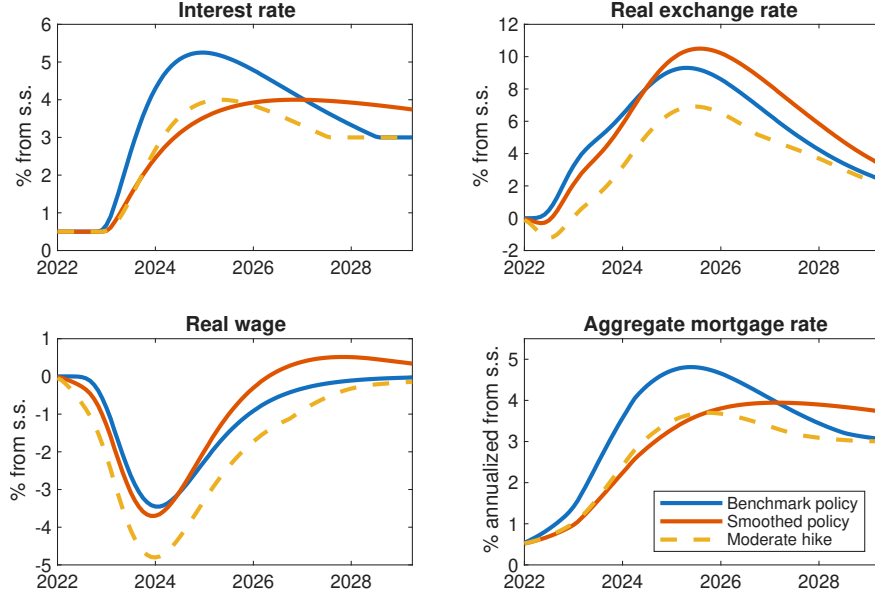 Interest rate
% from s.s.
6
5
4
3
2
1
0
2022 2024 2026 2028
Real exchange rate
% from s.s.
12
10
8
6
4
2
0
-2
2022 2024 2026 2028
Real wage
% from s.s.
1
0
-1
-2
-3
-4
-5
2022 2024 2026 2028
Aggregate mortgage rate
% annualized from s.s.
5
4
3
2
1
0
2022 2024 2026 2028
Benchmark policy
Smoothed policy
Moderate hike